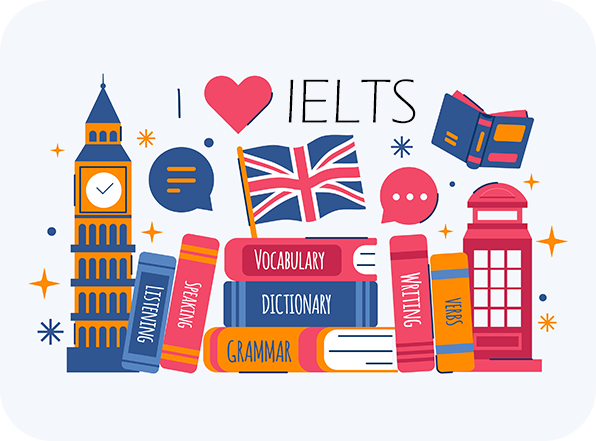 I IELTS
VOCABULARY
LISTENING
SPEAKING
DICTIONARY
WRITING
VERBS
GRAMMAR